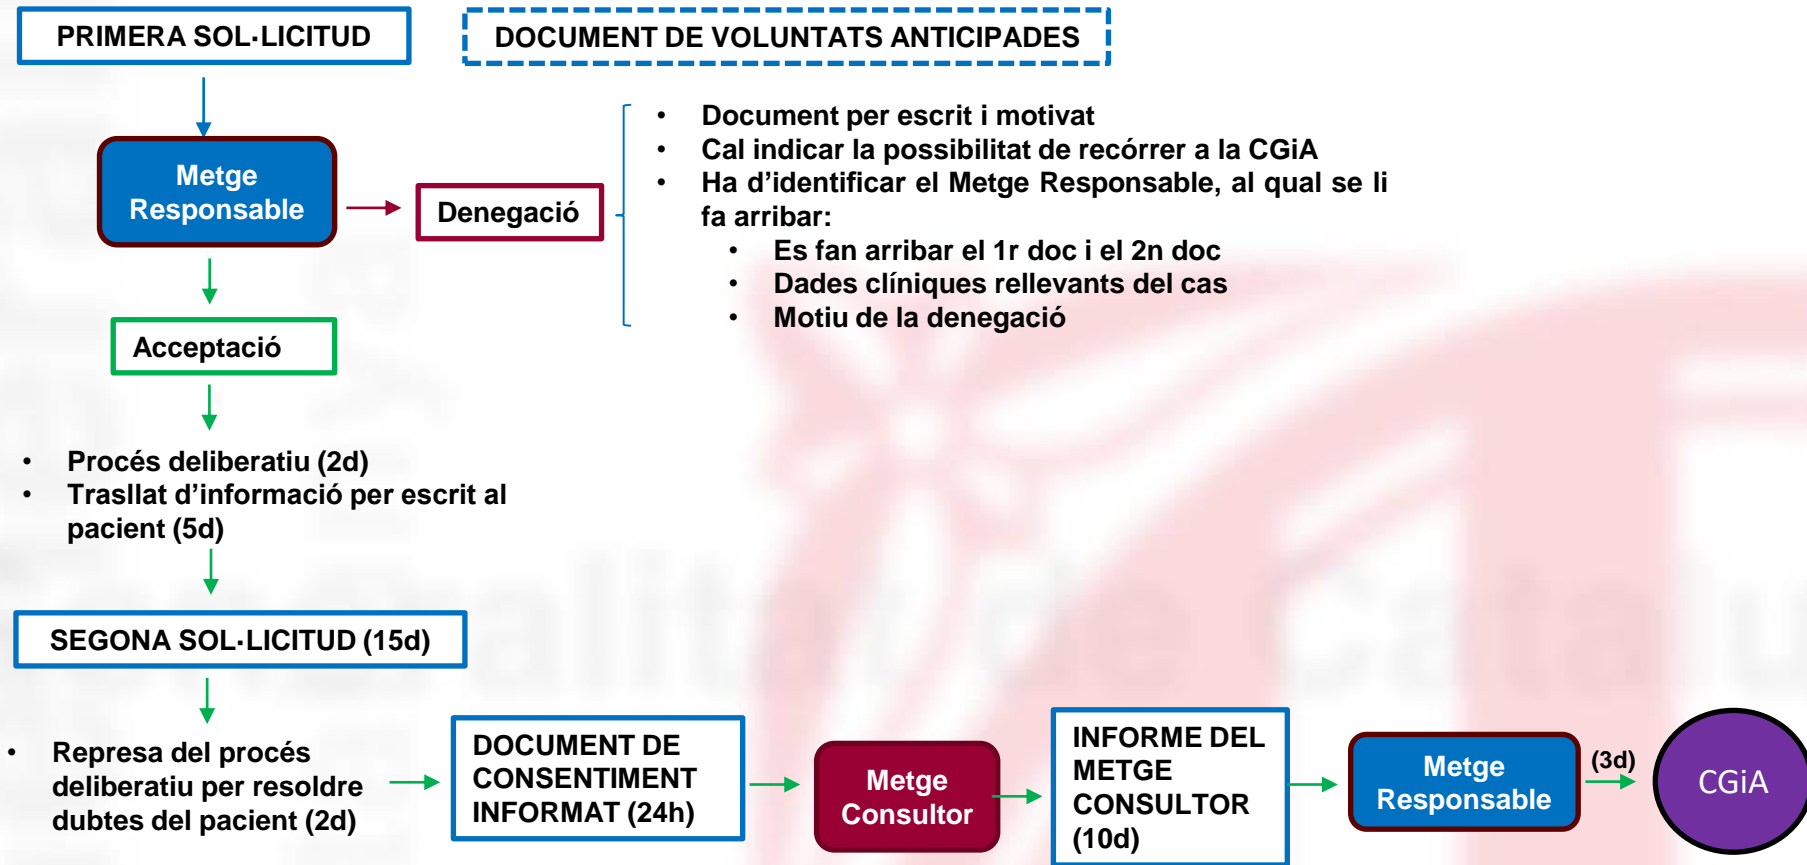 PRIMERA SOL·LICITUD
DOCUMENT DE VOLUNTATS ANTICIPADES
Metge
Responsable
Denegació
• Document per escrit i motivat
• Cal indicar la possibilitat de recórrer a la CGiA
• Ha d’identificar el Metge Responsable, al qual se li
fa arribar:
• Es fan arribar el 1r doc i el 2n doc
• Dades clíniques rellevants del cas
• Motiu de la denegació
Acceptació
• Procés deliberatiu (2d)
• Trasllat d’informació per escrit al
pacient (5d)
SEGONA SOL·LICITUD (15d)
• Represa del procés
deliberatiu per resoldre
dubtes del pacient (2d)
DOCUMENT DE
CONSENTIMENT
INFORMAT (24h)
Metge
Consultor
INFORME DEL
METGE
CONSULTOR
(10d)
Metge
Responsable
(3d)
CGiA
eneralitat de Catalu